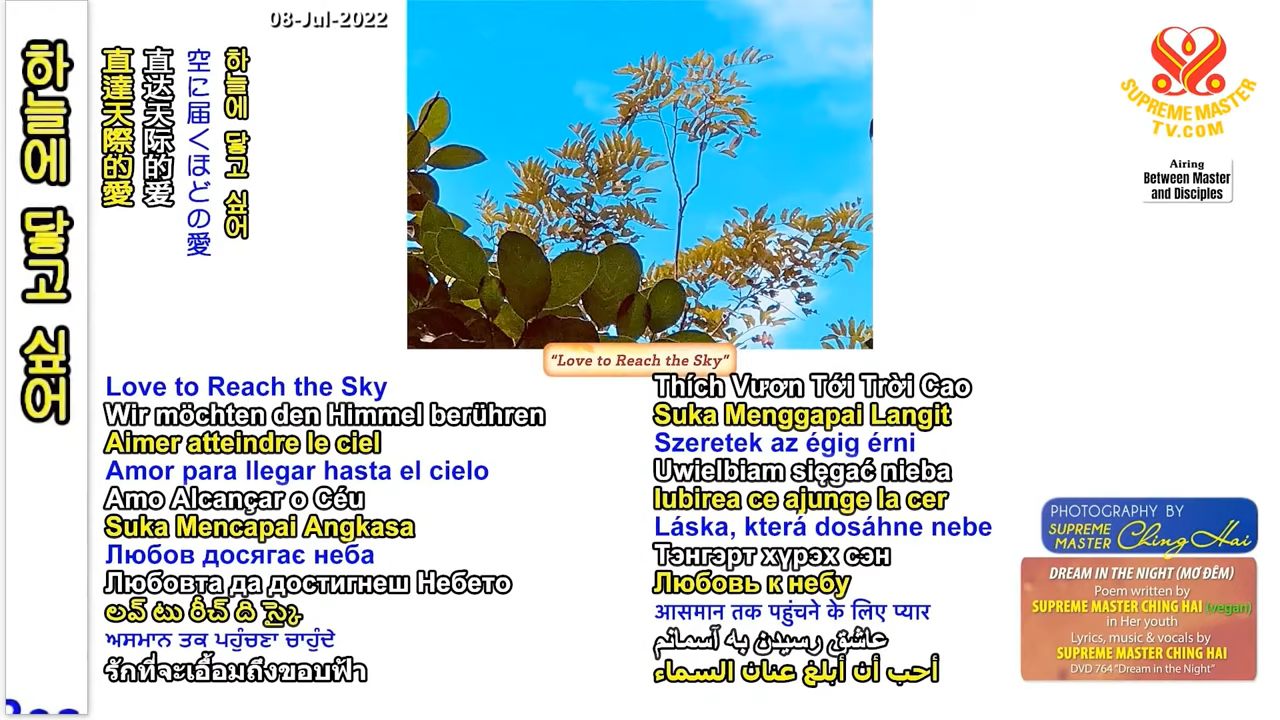 하늘에 닿고 싶어
08-Jul-2022
直達天際的愛
直达天际的爱
空に届くほどの愛
하늘에 닿고 싶어
"Love to Reach the Sky"
Love to Reach the Sky
Wir möchten den Himmel berühren
Aimer atteindre le ciel
Amor para llegar hasta el cielo
Amo Alcançar o Céu
Suka Mencapai Angkasa
Любов досягає неба
Любовта да достигнеш Небето
లవ్ టు రీచ్ ది స్కై
ਅਸਮਾਨ ਤਕ ਪਹੁੰਚਣਾ ਚਾਹੁੰਦੇ
รักที่จะเอื้อมถึงขอบฟ้า
Thích Vươn Tới Trời Cao
Suka Menggapai Langit
Szeretek az égig érni
Uwielbiam sięgać nieba
Iubirea ce ajunge la cer
Láska, která dosáhne nebe
Тэнгэрт хүрэх сэн
Любовь к небу
आसमान तक पहुंचने के लिए प्यार
عاشق رسیدن به آسمانم
أحب أن أبلغ عنان السماء
SUPREME MASTER
TV.COM
Airing
Between Master
and Disciples
PHOTOGRAPHY BY
SUPREME
MASTER Ching Hai
DREAM IN THE NIGHT (MƠ ĐÊM)
Poem written by
SUPREME MASTER CHING HAI (vegan)
in Her youth
Lyrics, music & vocals by
SUPREME MASTER CHING HAI
DVD 764 "Dream in the Night"